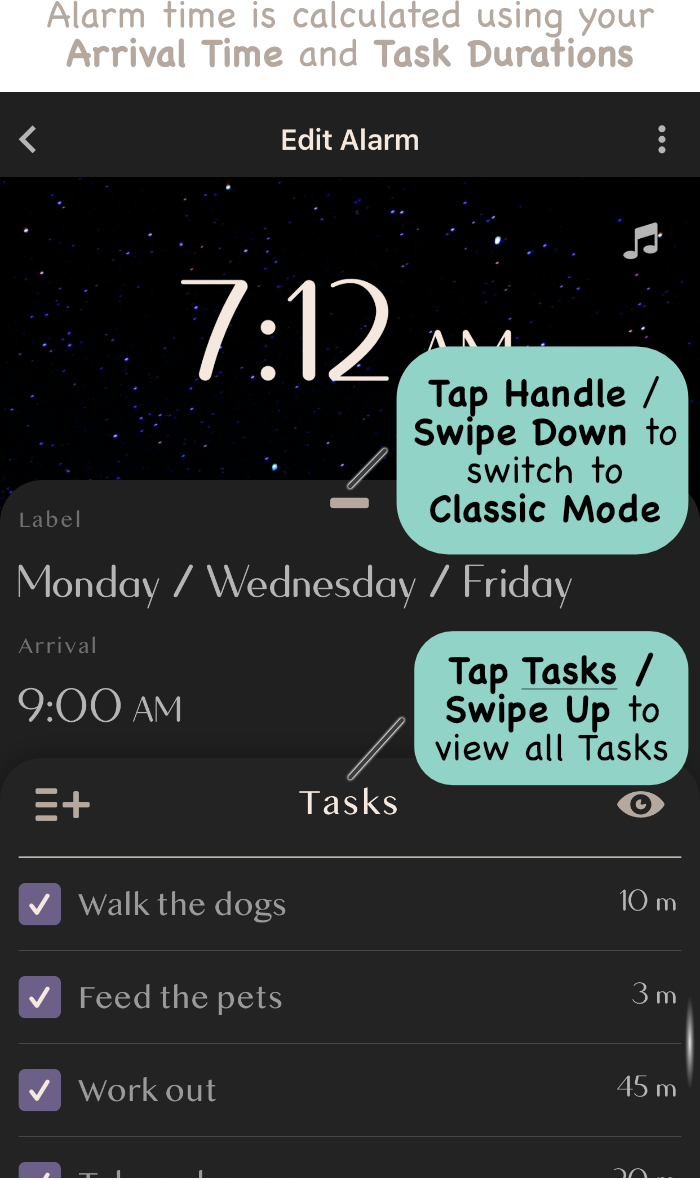 Alarm time is calculated using your
Arrival Time and Task Durations
Edit Alarm
7:12 AM
Tap Handle /
Swipe Down to
switch to
Classic Mode
Label
Monday / Wednesday / Friday
Arrival
9:00 AM
Tap Tasks /
Swipe Up to
view all Tasks
Tasks
Walk the dogs 10 m
Feed the pets 3 m
Work out 45 m